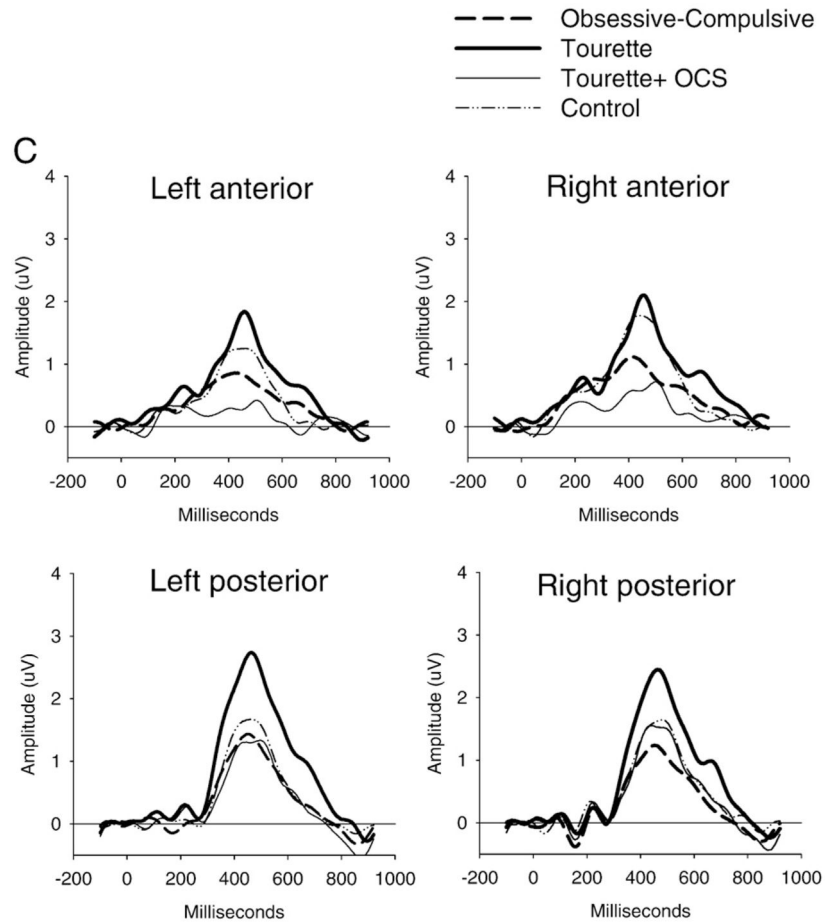 Obsessive-Compulsive
Tourette
Tourette+ OCS
Control
C
Left anterior
4
3
2
1
0
Amplitude (uV)
-200 0 200 400 600 800 1000
Milliseconds
Right anterior
4
3
2
1
0
Amplitude (uV)
-200 0 200 400 600 800 1000
Milliseconds
Left posterior
4
3
2
1
0
Amplitude (uV)
-200 0 200 400 600 800 1000
Milliseconds
Right posterior
4
3
2
1
0
Amplitude (uV)
-200 0 200 400 600 800 1000
Milliseconds